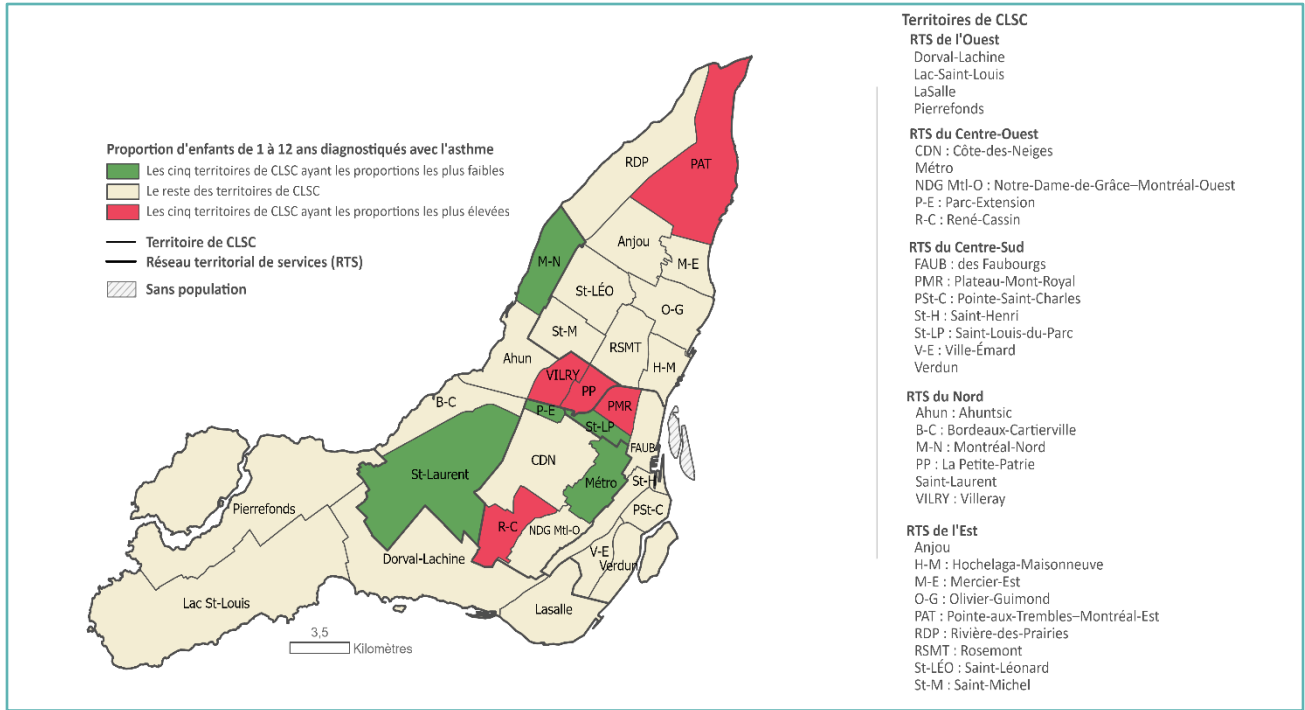 Proportion d'enfants de 1 à 12 ans diagnostiqués avec l'asthme
Les cinq territoires de CLSC ayant les proportions les plus faibles
Le reste des territoires de CLSC
Les cinq territoires de CLSC ayant les proportions les plus élevées
Territoire de CLSC
Réseau territorial de services (RTS)
Sans population
RDP
PAT
Anjou
M-E
M-N
St-LÉO
O-G
St-M
RSMT
Ahun
H-M
VILRY
PP
B-C
PMR
P-E
St-LP
FAUB
CDN
St-Laurent
Métro
St-H
Pierrefonds
PSt-C
R-C
NDG Mtl-O
V-E
Verdun
Dorval-Lachine
Lac St-Louis
Lasalle
3,5
Kilomètres
Territoires de CLSC
RTS de l'Ouest
Dorval-Lachine
Lac-Saint-Louis
LaSalle
Pierrefonds
RTS du Centre-Ouest
CDN : Côte-des-Neiges
Métro
NDG Mtl-O : Notre-Dame-de-Grâce–Montréal-Ouest
P-E : Parc-Extension
R-C : René-Cassin
RTS du Centre-Sud
FAUB : des Faubourgs
PMR : Plateau-Mont-Royal
PSt-C : Pointe-Saint-Charles
St-H : Saint-Henri
St-LP : Saint-Louis-du-Parc
V-E : Ville-Émard
Verdun
RTS du Nord
Ahun : Ahuntsic
B-C : Bordeaux-Cartierville
M-N : Montréal-Nord
PP : La Petite-Patrie
Saint-Laurent
VILRY : Villeray
RTS de l'Est
Anjou
H-M : Hochelaga-Maisonneuve
M-E : Mercier-Est
O-G : Olivier-Guimond
PAT : Pointe-aux-Trembles–Montréal-Est
RDP : Rivière-des-Prairies
RSMT : Rosemont
St-LÉO : Saint-Léonard
St-M : Saint-Michel